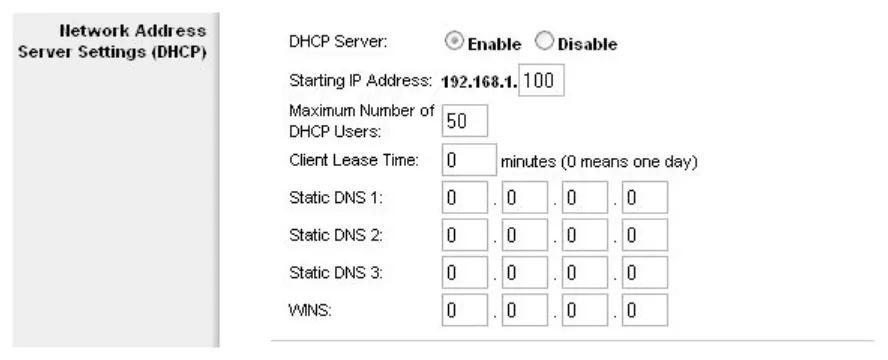 Network Address
Server Settings (DHCP)
DHCP Server: Enable Disable
Starting IP Address: 192.168.1. 100
Maximum Number of
DHCP Users: 50
Client Lease Time: 0 minutes (0 means one day)
Static DNS 1: 0 . 0 . 0 . 0
Static DNS 2: 0 . 0 . 0 . 0
Static DNS 3: 0 . 0 . 0 . 0
WINS: 0 . 0 . 0 . 0